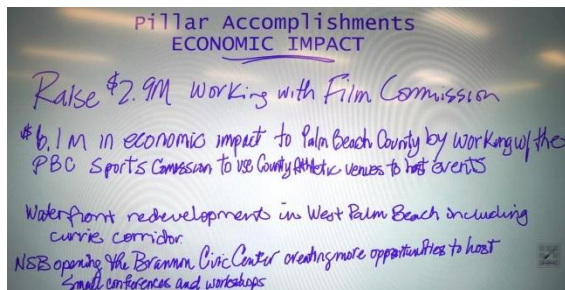 Pillar Accomplishments
ECONOMIC IMPACT
Raise $2.9M working with Film Commission
$6.1M in economic impact to Palm Beach County by working w/ the
PBC Sports Commission to use County Athletic venues to host events
Waterfront redevelopments in West Palm Beach including
currie corridor.
NSB opening the Brannon Civic Center creating more opportunities to host
Small conferences and workshops